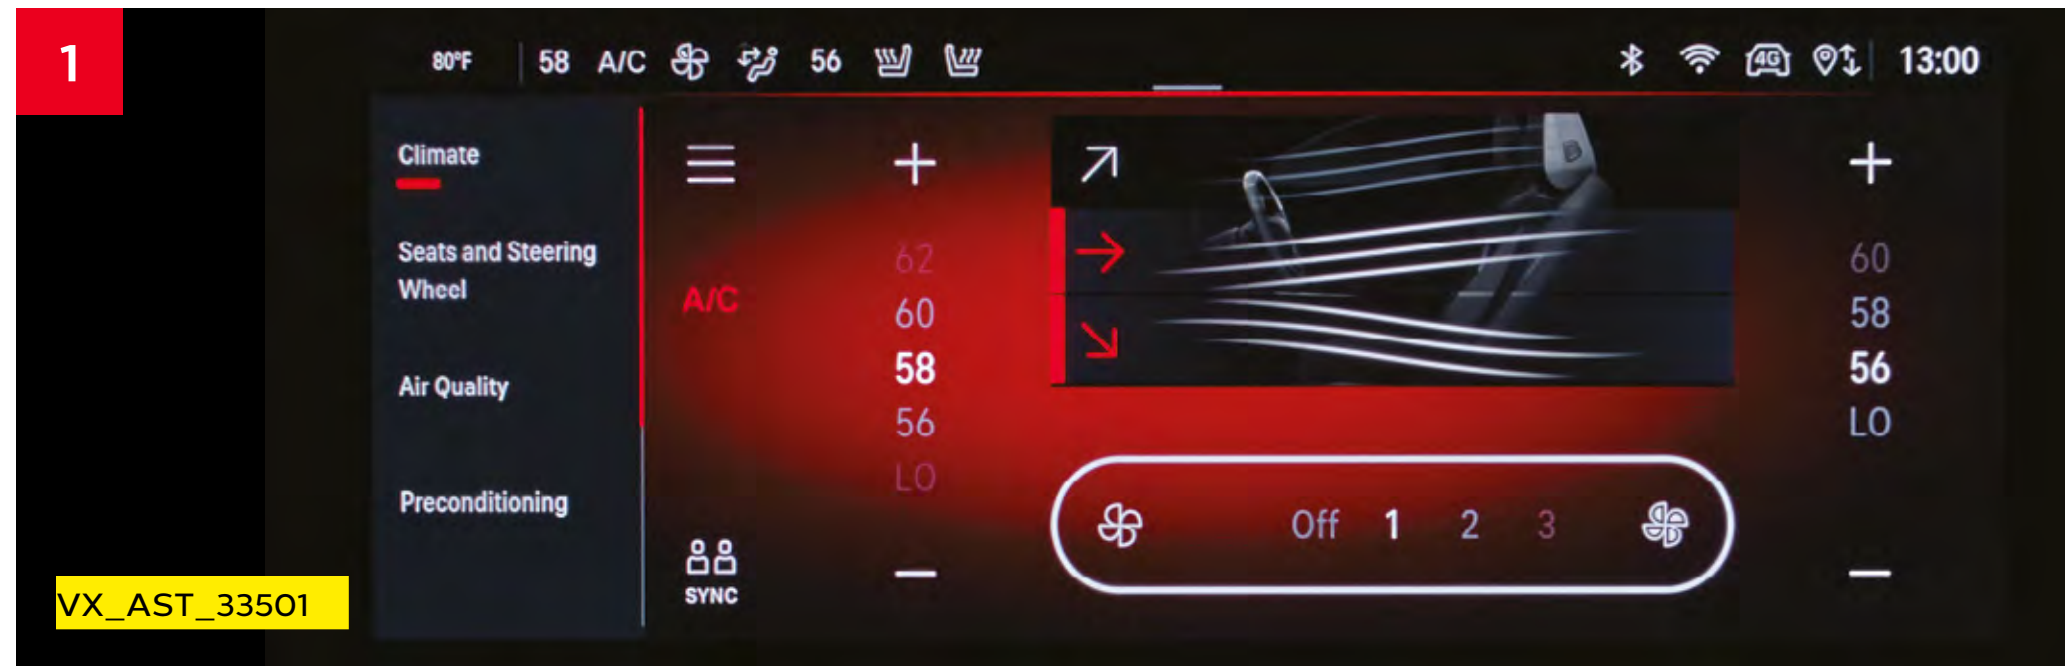 1
80°F 58 A/C 56 4G 13:00
Climate
Seats and Steering
Wheel
Air Quality
Preconditioning
A/C
SYNC
62
60
58
56
LO
Off 1 2 3
60
58
56
LO
VX_AST_33501